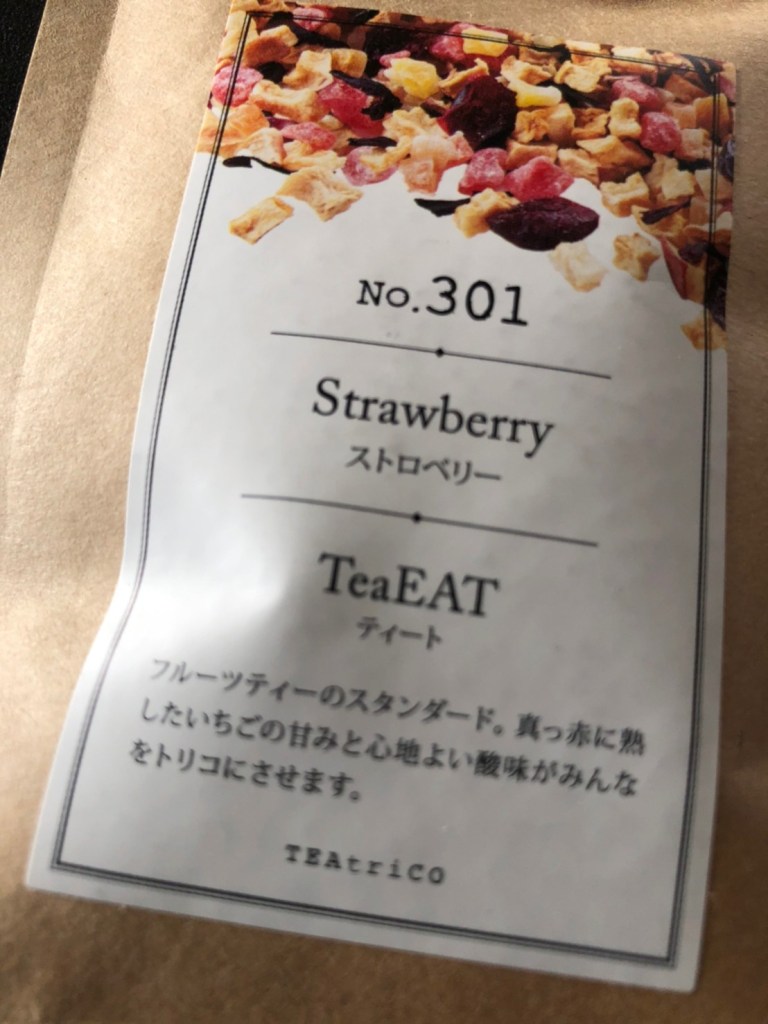 No.301
Strawberry
ストロベリー
TeaEAT
ティート
フルーツティーのスタンダード。真っ赤に熟
したいちごの甘みと心地よい酸味がみんな
をトリコにさせます。
TEAtriCO